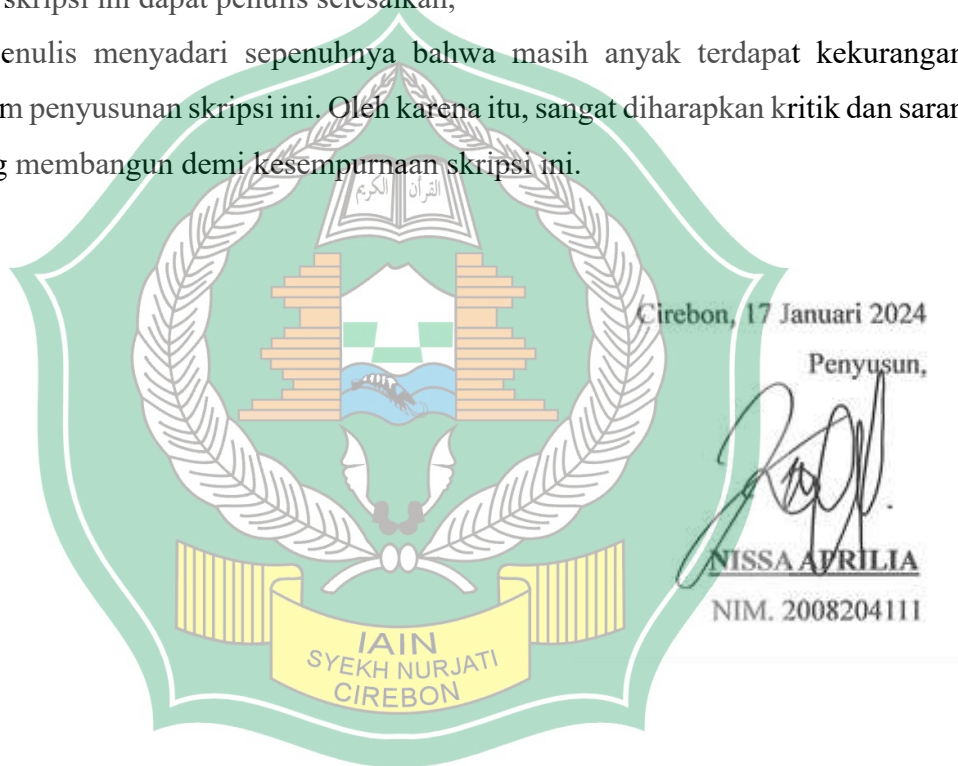 skripsi ini dapat penulis selesaikan,
enulis menyadari sepenuhnya bahwa masih anyak terdapat kekurangan
m penyusunan skripsi ini. Oleh karena itu, sangat diharapkan kritik dan saran
g membangun demi kesempurnaan skripsi ini.
القرأن الكريم
Cirebon, 17 Januari 2024
Penyusun,
NISSA APRILIA
NIM. 2008204111
IAIN
SYEKH NURJATI
CIREBON